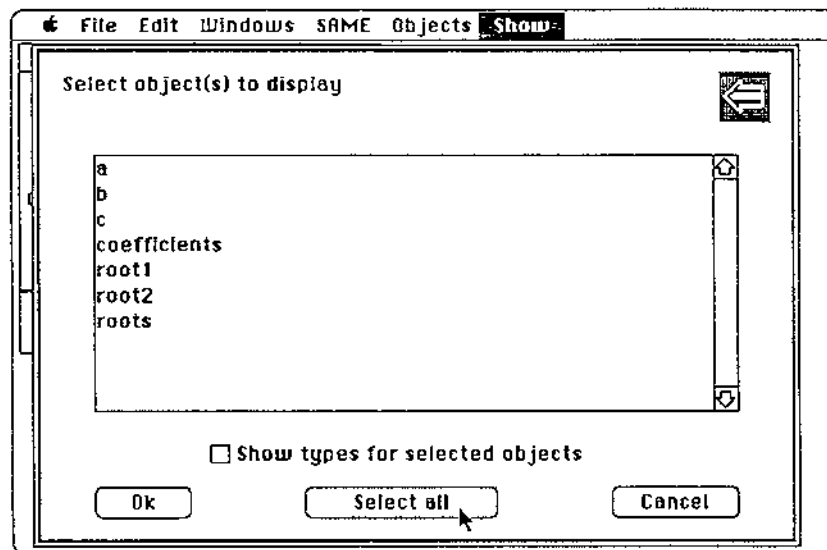 File Edit Windows SAME Objects Show
Select object(s) to display
a
b
c
coefficients
root1
root2
roots
Show types for selected objects
Ok Select all Cancel